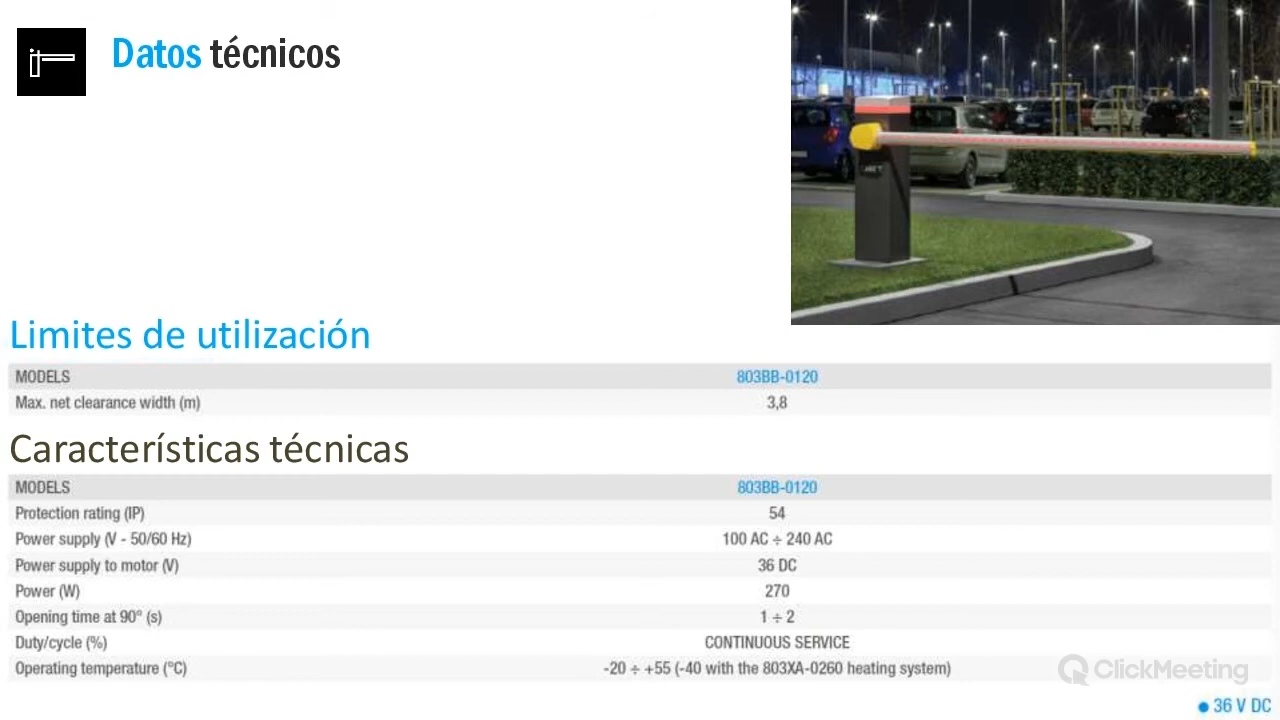 Datos técnicos
Limites de utilización
MODELS 803BB-0120
Max. net clearance width (m) 3,8
Características técnicas
MODELS 803BB-0120
Protection rating (IP) 54
Power supply (V - 50/60 Hz) 100 AC ÷ 240 AC
Power supply to motor (V) 36 DC
Power (W) 270
Opening time at 90° (s) 1 ÷ 2
Duty/cycle (%) CONTINUOUS SERVICE
Operating temperature (°C) -20 ÷ +55 (-40 with the 803XA-0260 heating system)
ClickMeeting
● 36 V DC